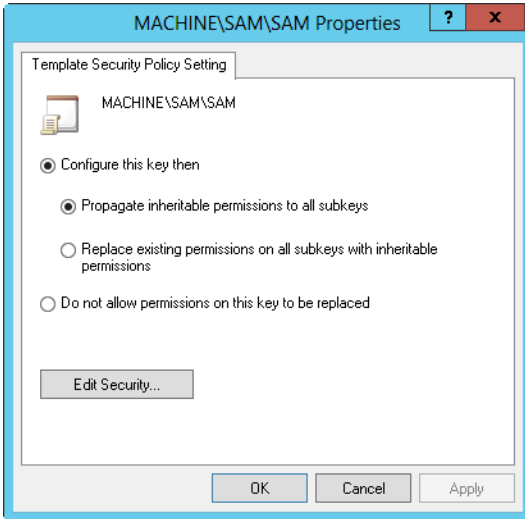 MACHINE\SAM\SAM Properties
?
x
Template Security Policy Setting
MACHINE\SAM\SAM
Configure this key then
Propagate inheritable permissions to all subkeys
Replace existing permissions on all subkeys with inheritable
permissions
Do not allow permissions on this key to be replaced
Edit Security...
OK Cancel Apply